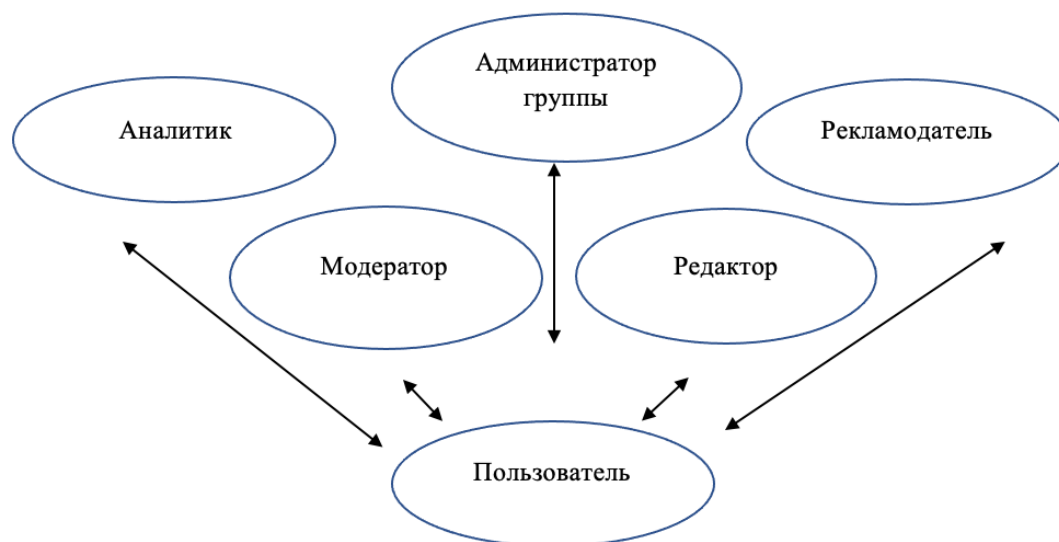 Администратор
группы
Аналитик
Рекламодатель
Модератор
Редактор
Пользователь